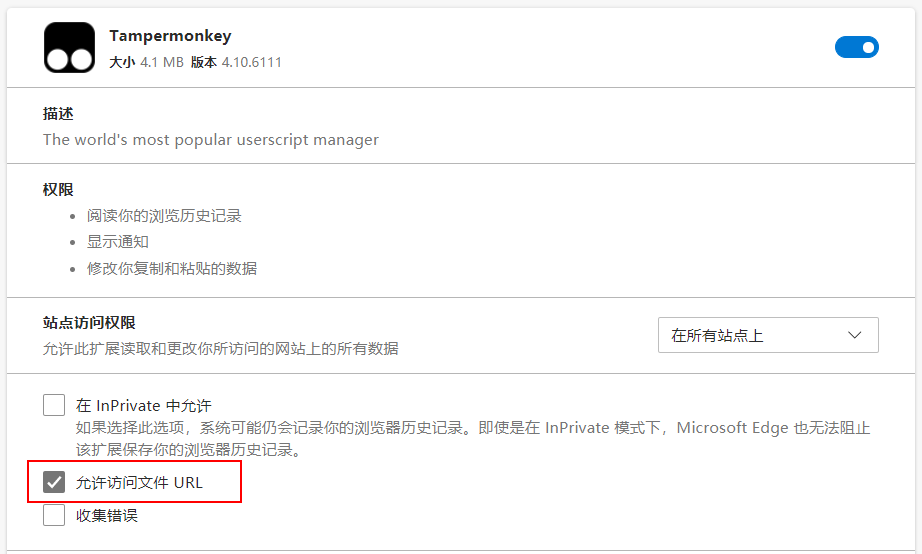 Tampermonkey
大小 4.1 MB 版本 4.10.6111
描述
The world's most popular userscript manager
权限
阅读你的浏览历史记录
显示通知
修改你复制和粘贴的数据
站点访问权限
允许此扩展读取和更改你所访问的网站上的所有数据
在所有站点上
在 InPrivate 中允许
如果选择此选项，系统可能仍会记录你的浏览器历史记录。即使是在 InPrivate 模式下，Microsoft Edge 也无法阻止
该扩展保存你的浏览器历史记录。
允许访问文件 URL
收集错误